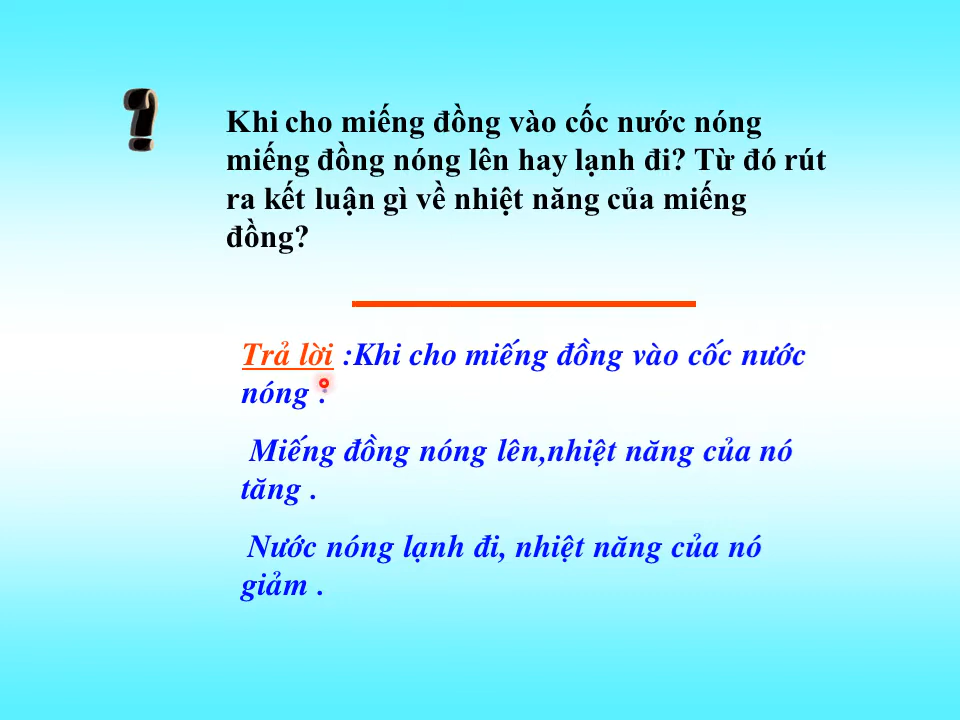 Khi cho miếng đồng vào cốc nước nóng
miếng đồng nóng lên hay lạnh đi? Từ đó rút
ra kết luận gì về nhiệt năng của miếng
đồng?
Trả lời :Khi cho miếng đồng vào cốc nước
nóng :
Miếng đồng nóng lên,nhiệt năng của nó
tăng .
Nước nóng lạnh đi, nhiệt năng của nó
giảm .